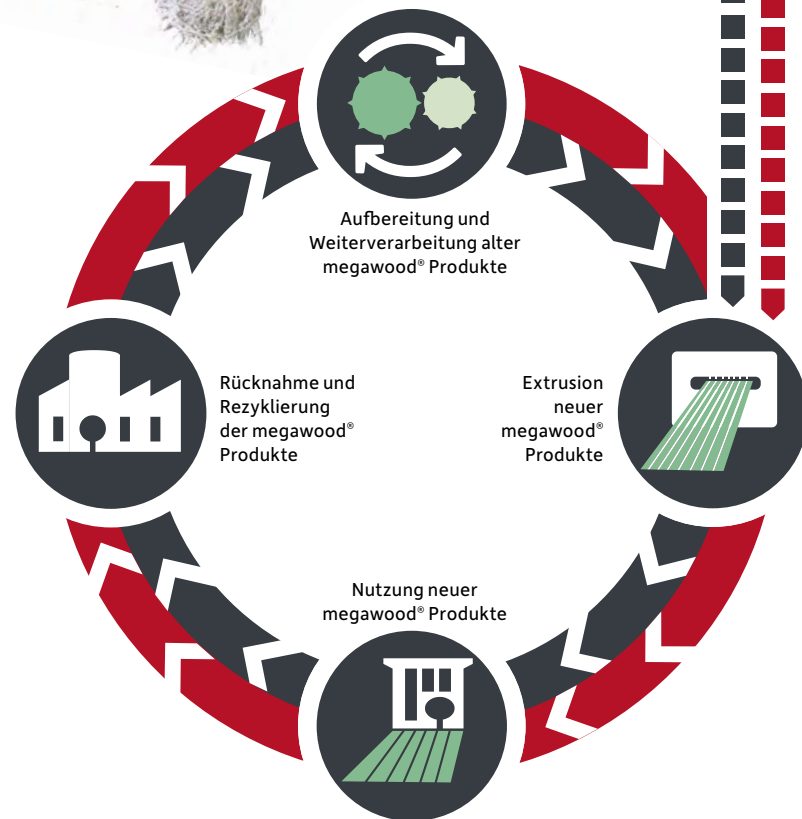 Aufbereitung und
Weiterverarbeitung alter
megawood® Produkte
Rücknahme und
Rezyklierung
der megawood®
Produkte
Extrusion
neuer
megawood®
Produkte
Nutzung neuer
megawood® Produkte